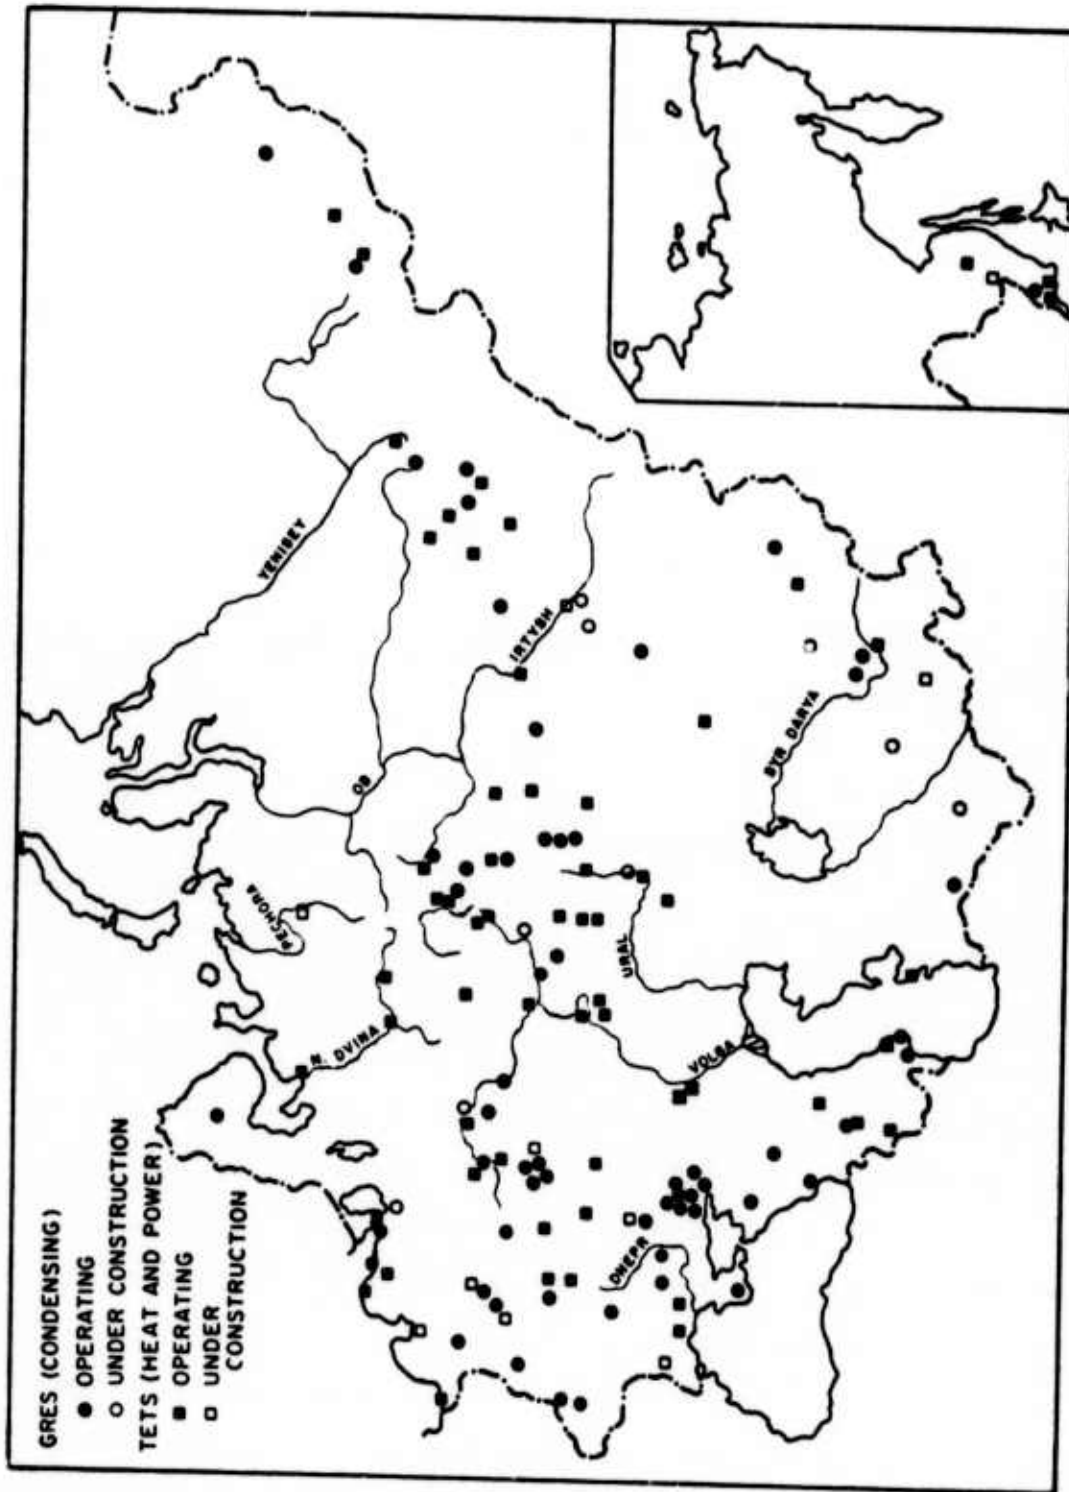 GRES (CONDENSING)
OPERATING
UNDER CONSTRUCTION
TETS (HEAT AND POWER)
OPERATING
UNDER
CONSTRUCTION
YENISEY
OB
IRTYSH
PECHORA
N. DVINA
URAL
VOLGA
DNEPR
SYR DARYA